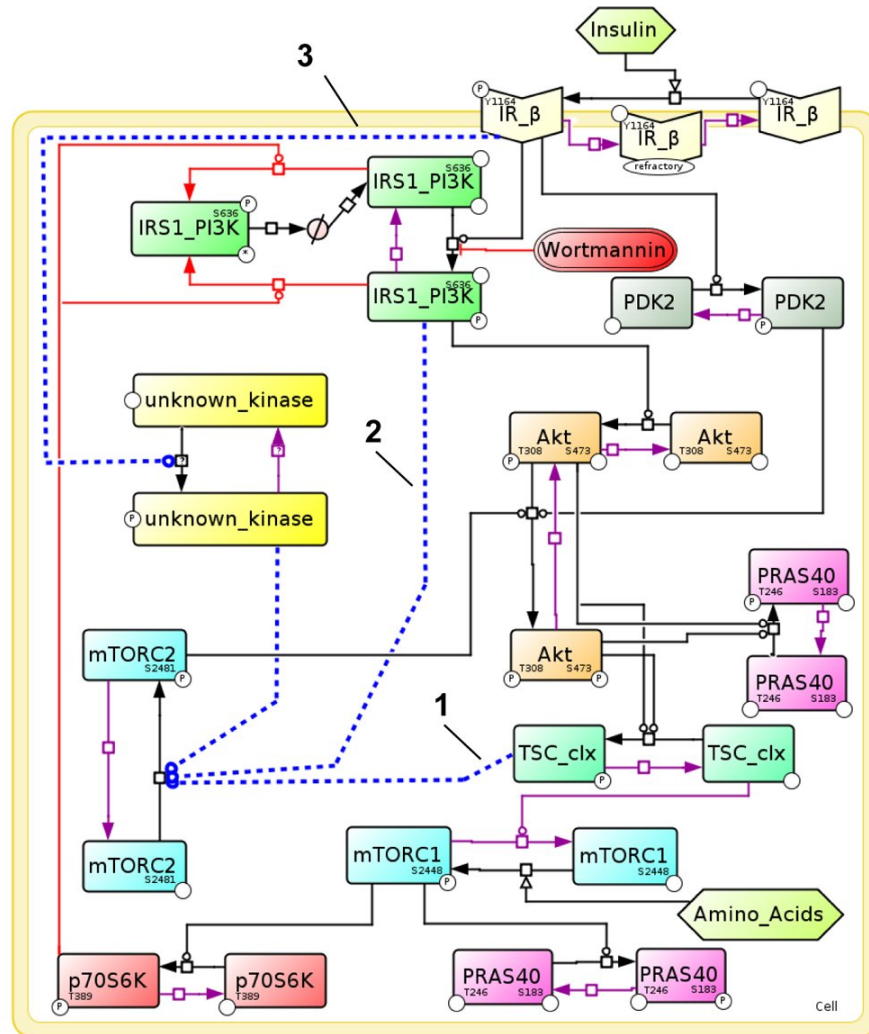 Insulin
3
P
Y1164
IR_β
Y1164
IR_β
refractory
Y1164
IR_β
S636
IRS1_PI3K
P
S636
IRS1_PI3K
*
Wortmannin
S636
IRS1_PI3K
P
PDK2
PDK2
P
unknown_kinase
?
?
2
Akt
T308 S473
P
Akt
T308 S473
unknown_kinase
P
PRAS40
T246 S183
P
mTORC2
S2481
P
Akt
T308 S473
P P
PRAS40
T246 S183
1
TSC_clx
P
TSC_clx
mTORC2
S2481
mTORC1
S2448
P
mTORC1
S2448
Amino_Acids
p70S6K
T389
P
p70S6K
T389
PRAS40
T246 S183
PRAS40
T246 S183
P
Cell